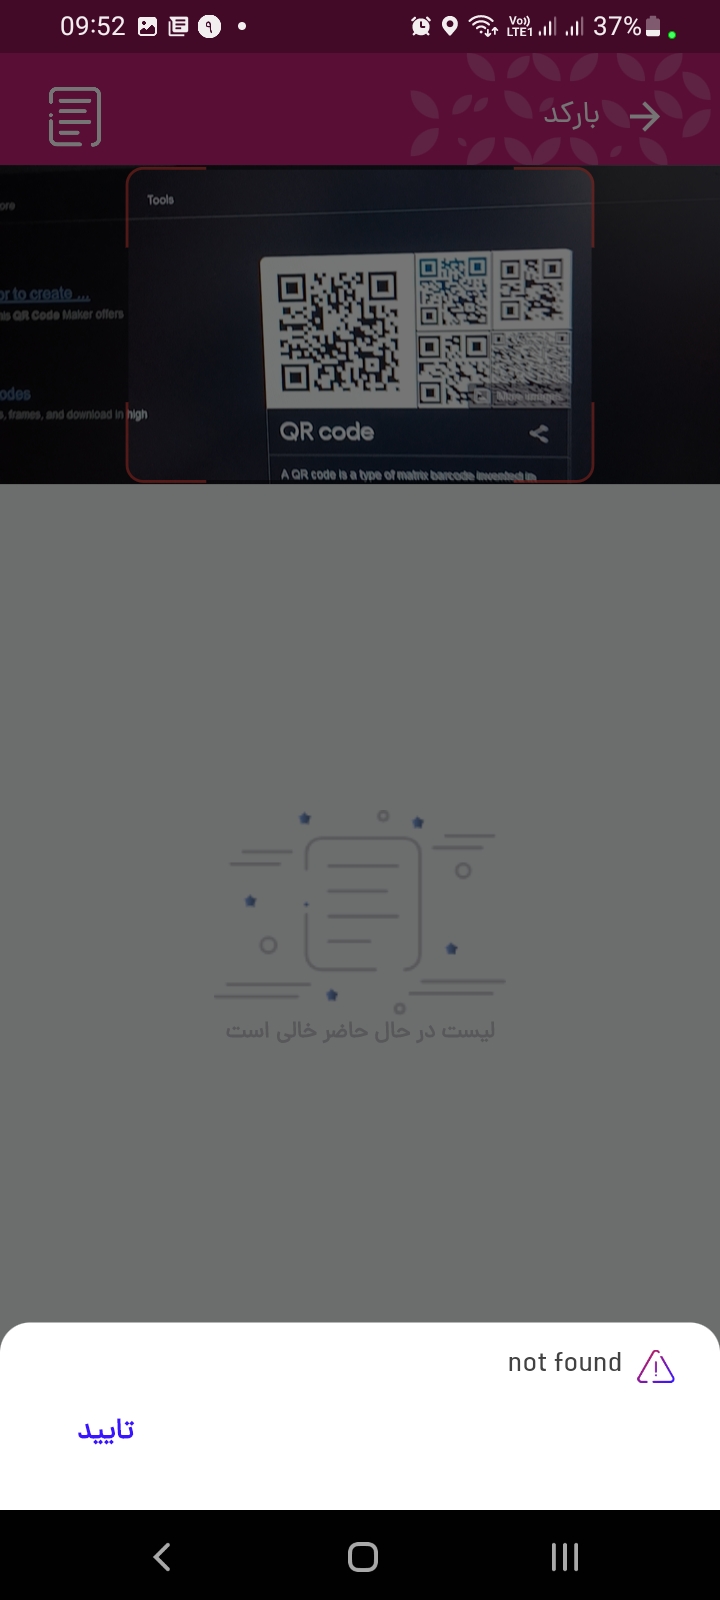 09:52
۹
Vo))
LTE1
37%
بارکد
ore
Tools
or to create ...
his QR Code Maker offers
odes
s, frames, and download in high
QR code
A QR code is a type of matrix barcode invented in
لیست در حال حاضر خالی است
not found
تایید